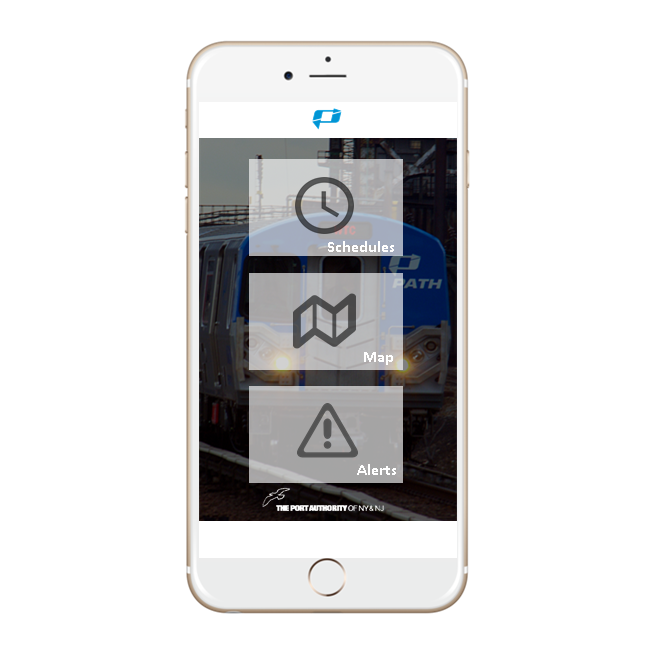 Schedules
PATH
Map
Alerts
THE PORT AUTHORITY OF NY & NJ